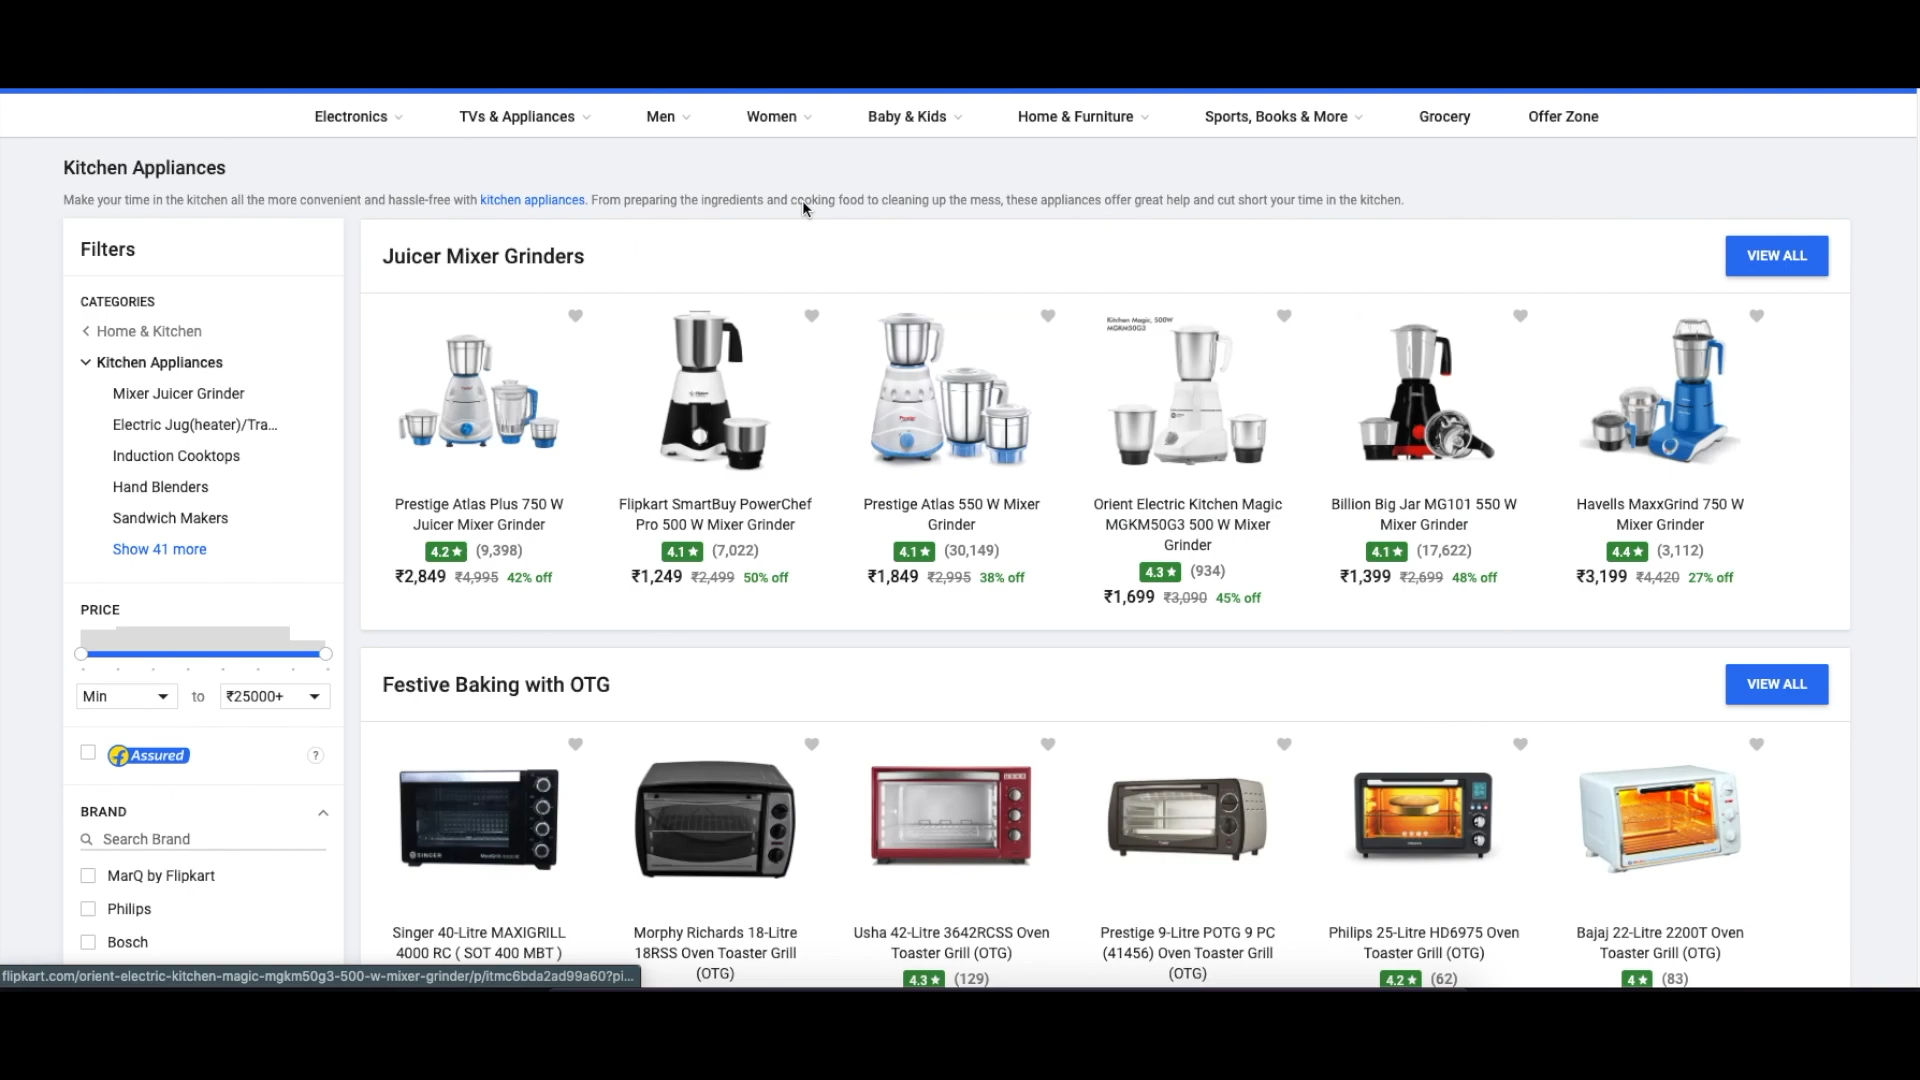 Electronics
TVs & Appliances
Men
Women
Baby & Kids
Home & Furniture
Sports, Books & More
Grocery
Offer Zone
Kitchen Appliances
Make your time in the kitchen all the more convenient and hassle-free with kitchen appliances. From preparing the ingredients and cooking food to cleaning up the mess, these appliances offer great help and cut short your time in the kitchen.
Filters
CATEGORIES
Home & Kitchen
Kitchen Appliances
Mixer Juicer Grinder
Electric Jug(heater)/Tra...
Induction Cooktops
Hand Blenders
Sandwich Makers
Show 41 more
PRICE
Min to ₹25000+
Assured
?
BRAND
Search Brand
MarQ by Flipkart
Philips
Bosch
Juicer Mixer Grinders
VIEW ALL
Kitchen Magic, 500W
MGKM50G3
Prestige Atlas Plus 750 W
Juicer Mixer Grinder
4.2★ (9,398)
₹2,849 ₹4,995 42% off
Flipkart SmartBuy PowerChef
Pro 500 W Mixer Grinder
4.1★ (7,022)
₹1,249 ₹2,499 50% off
Prestige Atlas 550 W Mixer
Grinder
4.1★ (30,149)
₹1,849 ₹2,995 38% off
Orient Electric Kitchen Magic
MGKM50G3 500 W Mixer
Grinder
4.3★ (934)
₹1,699 ₹3,090 45% off
Billion Big Jar MG101 550 W
Mixer Grinder
4.1★ (17,622)
₹1,399 ₹2,699 48% off
Havells MaxxGrind 750 W
Mixer Grinder
4.4★ (3,112)
₹3,199 ₹4,420 27% off
Festive Baking with OTG
VIEW ALL
SINGER
Singer 40-Litre MAXIGRILL
4000 RC ( SOT 400 MBT )
Morphy Richards 18-Litre
18RSS Oven Toaster Grill
(OTG)
Usha 42-Litre 3642RCSS Oven
Toaster Grill (OTG)
4.3★ (129)
Prestige 9-Litre POTG 9 PC
(41456) Oven Toaster Grill
(OTG)
Philips 25-Litre HD6975 Oven
Toaster Grill (OTG)
4.2★ (62)
Bajaj 22-Litre 2200T Oven
Toaster Grill (OTG)
4★ (83)
flipkart.com/orient-electric-kitchen-magic-mgkm50g3-500-w-mixer-grinder/p/itmc6bda2ad99a60?pi...